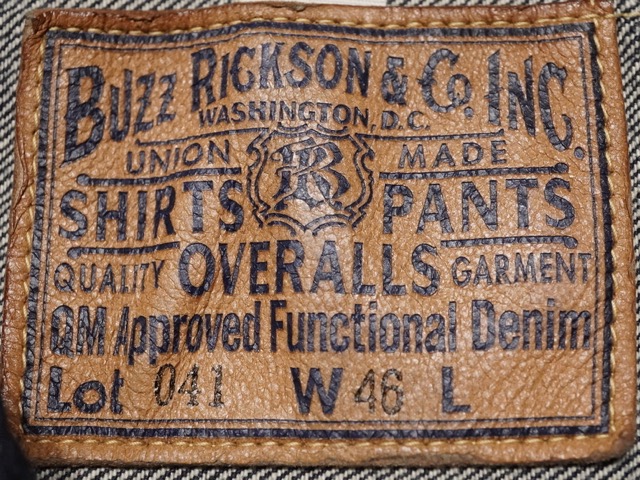 BUZZ RICKSON & CO. INC.
WASHINGTON, D.C.
UNION MADE
SHIRTS PANTS
QUALITY OVERALLS GARMENT
QM Approved Functional Denim
Lot 041 W 46 L